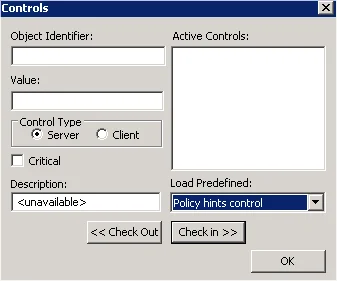 Controls
Object Identifier:
Active Controls:
Value:
Control Type
Server
Client
Critical
Description:
<unavailable>
Load Predefined:
Policy hints control
<< Check Out
Check in >>
OK